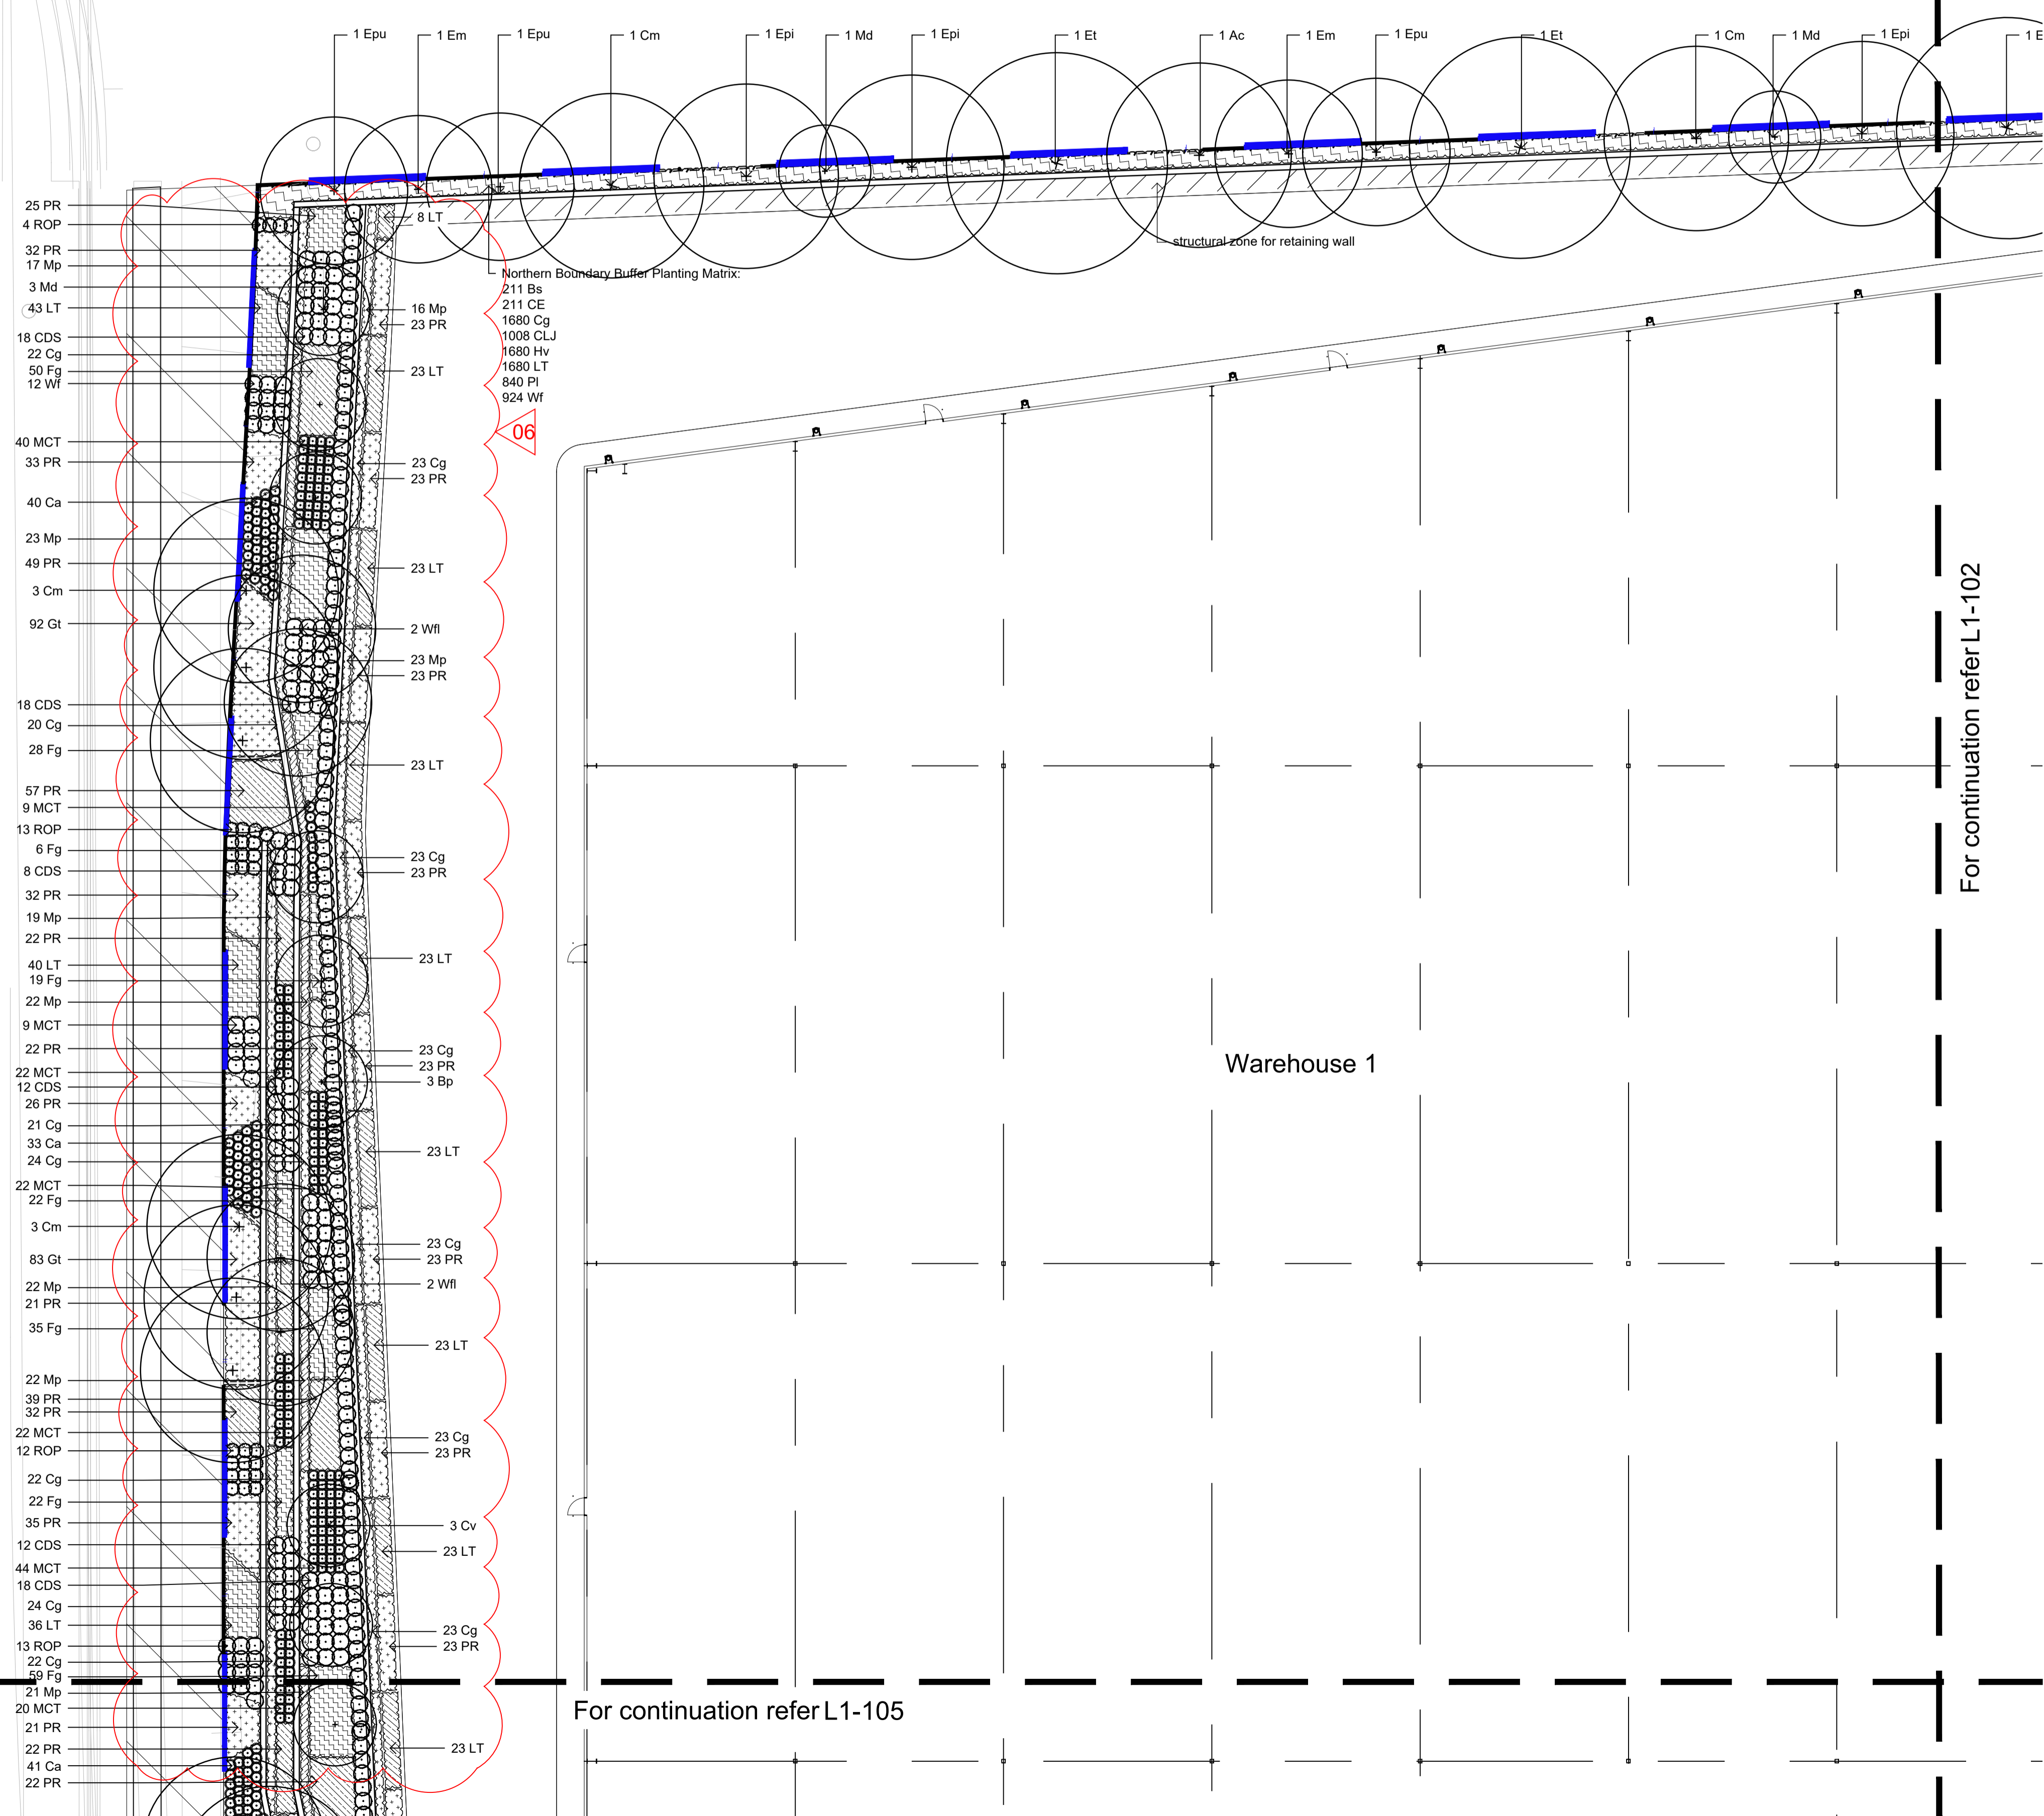 1 Epu
1 Em
1 Epu
1 Cm
1 Epi
1 Md
1 Epi
1 Et
1 Ac
1 Em
1 Epu
1 Et
1 Cm
1 Md
1 Epi
25 PR
4 ROP
32 PR
17 Mp
3 Md
43 LT
18 CDS
22 Cg
50 Fg
12 Wf
40 MCT
33 PR
40 Ca
23 Mp
49 PR
3 Cm
92 Gt
18 CDS
20 Cg
28 Fg
57 PR
9 MCT
13 ROP
6 Fg
8 CDS
32 PR
19 Mp
22 PR
40 LT
19 Fg
22 Mp
9 MCT
22 PR
22 MCT
12 CDS
26 PR
21 Cg
33 Ca
24 Cg
22 MCT
22 Fg
3 Cm
83 Gt
22 Mp
21 PR
35 Fg
22 Mp
39 PR
32 PR
22 MCT
12 ROP
22 Cg
22 Fg
35 PR
12 CDS
44 MCT
18 CDS
24 Cg
36 LT
13 ROP
22 Cg
59 Fg
21 Mp
20 MCT
21 PR
22 PR
41 Ca
22 PR
8 LT
16 Mp
23 PR
23 LT
23 Cg
23 PR
23 LT
2 Wfl
23 Mp
23 PR
23 LT
23 Cg
23 PR
23 LT
23 Cg
23 PR
3 Bp
23 LT
23 Cg
23 PR
2 Wfl
23 LT
23 Cg
23 PR
3 Cv
23 LT
23 Cg
23 PR
23 LT
Northern Boundary Buffer Planting Matrix:
211 Bs
211 CE
1680 Cg
1008 CLJ
1680 Hv
1680 LT
840 Pl
924 Wf
06
structural zone for retaining wall
Warehouse 1
For continuation refer L1-102
For continuation refer L1-105